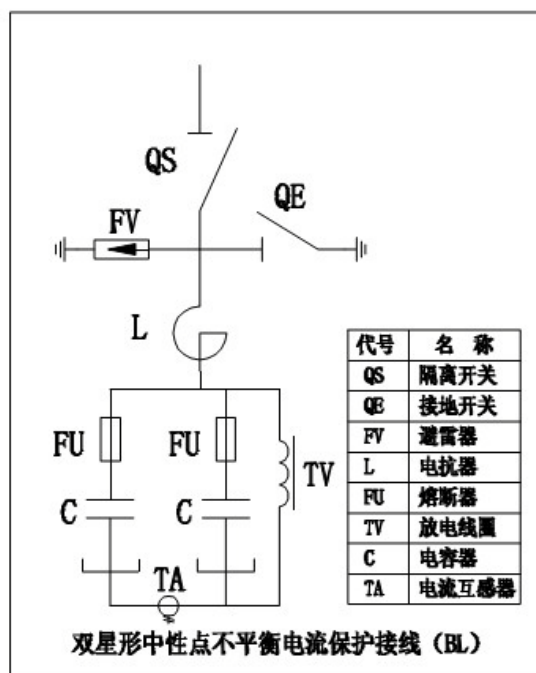 QS
QE
FV
L
代号 名 称
QS 隔离开关
QE 接地开关
FV 避雷器
L 电抗器
FU 熔断器
TV 放电线圈
C 电容器
TA 电流互感器
FU FU TV
C C
TA
双星形中性点不平衡电流保护接线（BL）